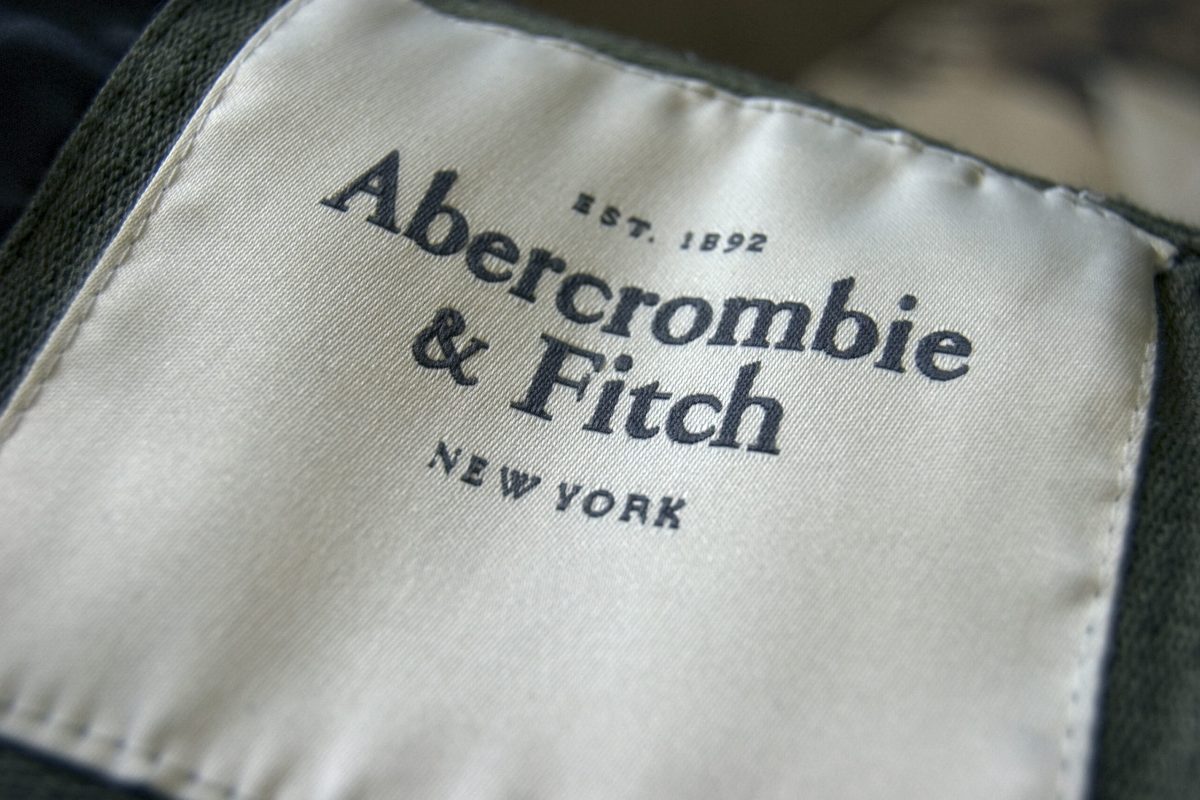 EST. 1892
Abercrombie
& Fitch
NEW YORK